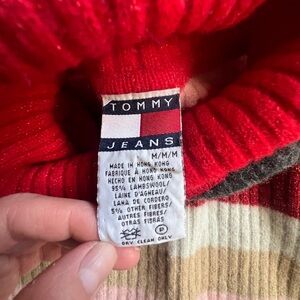 TOMMY
JEANS
M/M/M
MADE IN HONG KONG
FABRIQUÉ À HONG KONG
HECHO EN HONG KONG
95% LAMBSWOOL/
LAINE D'AGNEAU/
LANA DE CORDERO
5% OTHER FIBERS/
AUTRES FIBRES/
OTRAS FIBRAS
DRY CLEAN ONLY